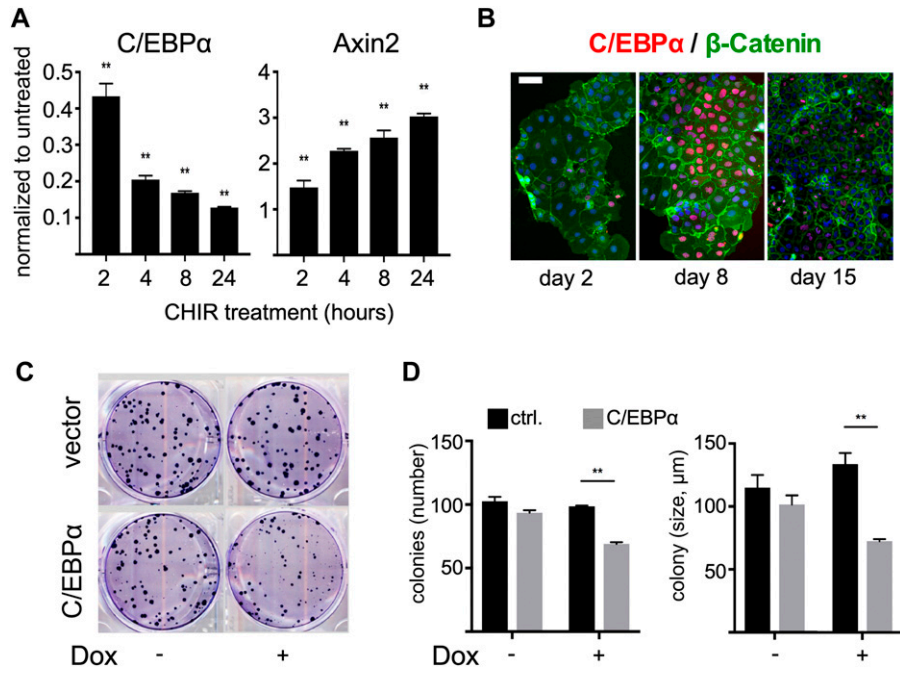 A
C/EBPα
Axin2
normalized to untreated
0.5
0.4
0.3
0.2
0.1
**
**
**
**
2
4
8
24
4
3
2
1
**
**
**
**
2
4
8
24
CHIR treatment (hours)
B
C/EBPα / β-Catenin
day 2
day 8
day 15
C
vector
C/EBPα
Dox
-
+
D
ctrl.
C/EBPα
colonies (number)
150
100
50
**
-
+
colony (size, µm)
150
100
50
**
-
+
Dox